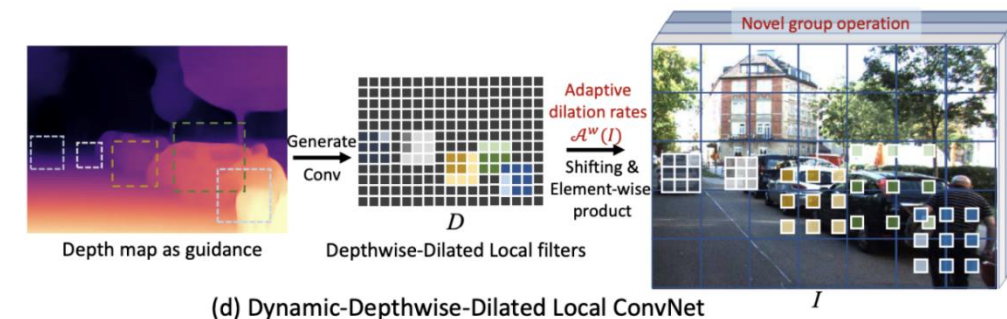 Novel group operation
Generate
Conv
Adaptive
dilation rates
𝒜ʷ(I)
Shifting &
Element-wise
product
D
Depth map as guidance
Depthwise-Dilated Local filters
I
(d) Dynamic-Depthwise-Dilated Local ConvNet